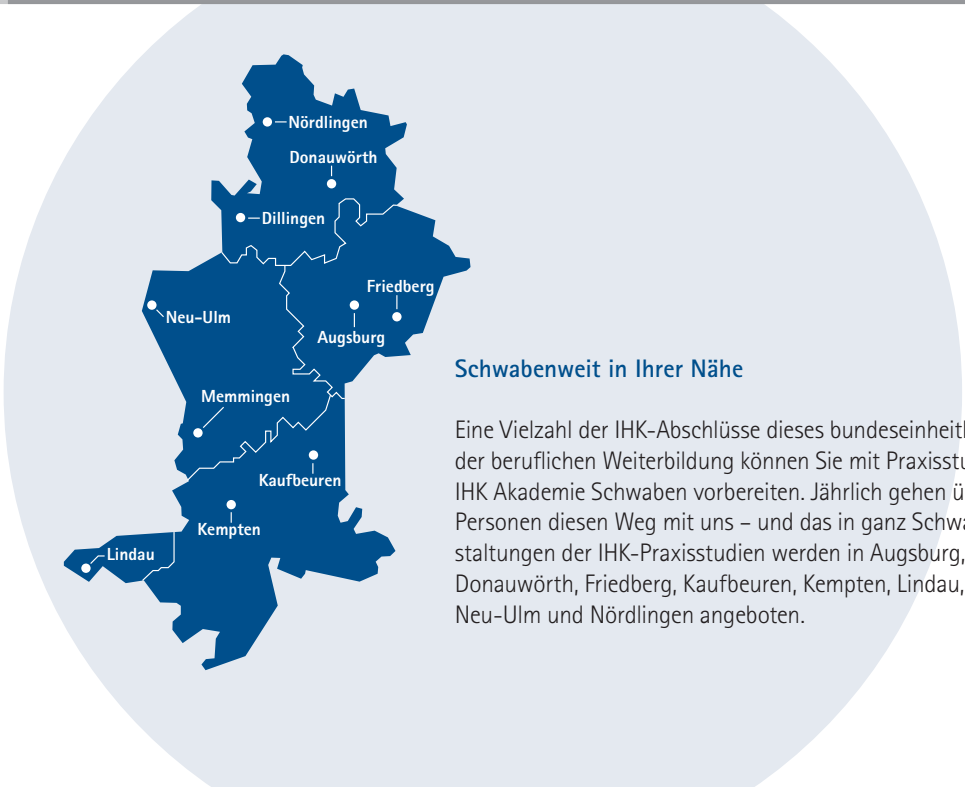 Nördlingen
Donauwörth
Dillingen
Friedberg
Neu-Ulm
Augsburg
Memmingen
Kaufbeuren
Kempten
Lindau
Schwabenweit in Ihrer Nähe
Eine Vielzahl der IHK-Abschlüsse dieses
der beruflichen Weiterbildung können Sie mit
IHK Akademie Schwaben vorbereiten. Jährlich gehen
Personen diesen Weg mit uns – und das in ganz
staltungen der IHK-Praxisstudien werden in Augsburg,
Donauwörth, Friedberg, Kaufbeuren, Kempten, Lindau,
Neu-Ulm und Nördlingen angeboten.